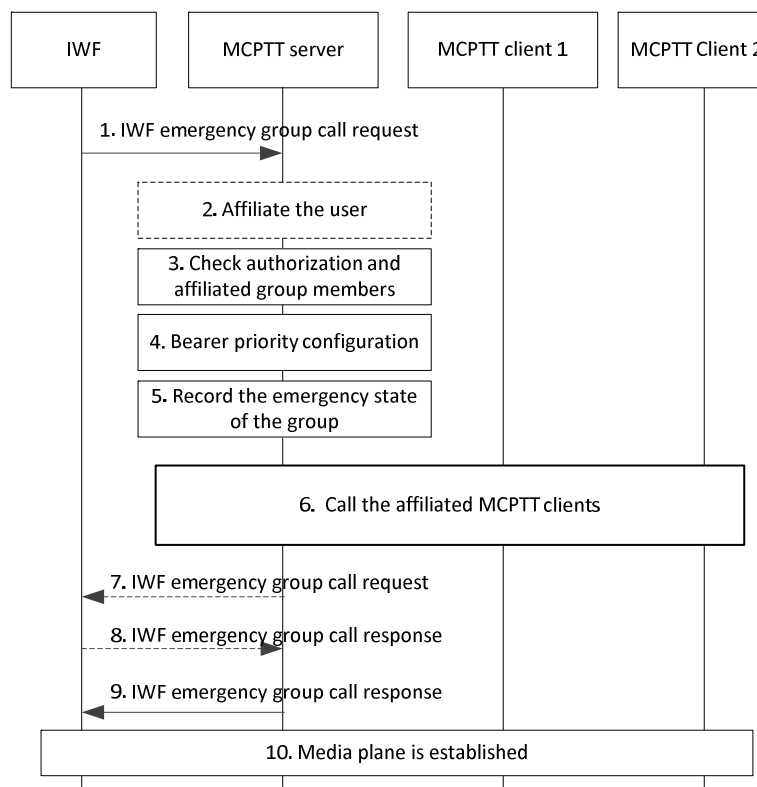 IWF
MCPTT server
MCPTT client 1
MCPTT Client 2
1. IWF emergency group call request
2. Affiliate the user
3. Check authorization and
affiliated group members
4. Bearer priority configuration
5. Record the emergency state
of the group
6. Call the affiliated MCPTT clients
7. IWF emergency group call request
8. IWF emergency group call response
9. IWF emergency group call response
10. Media plane is established